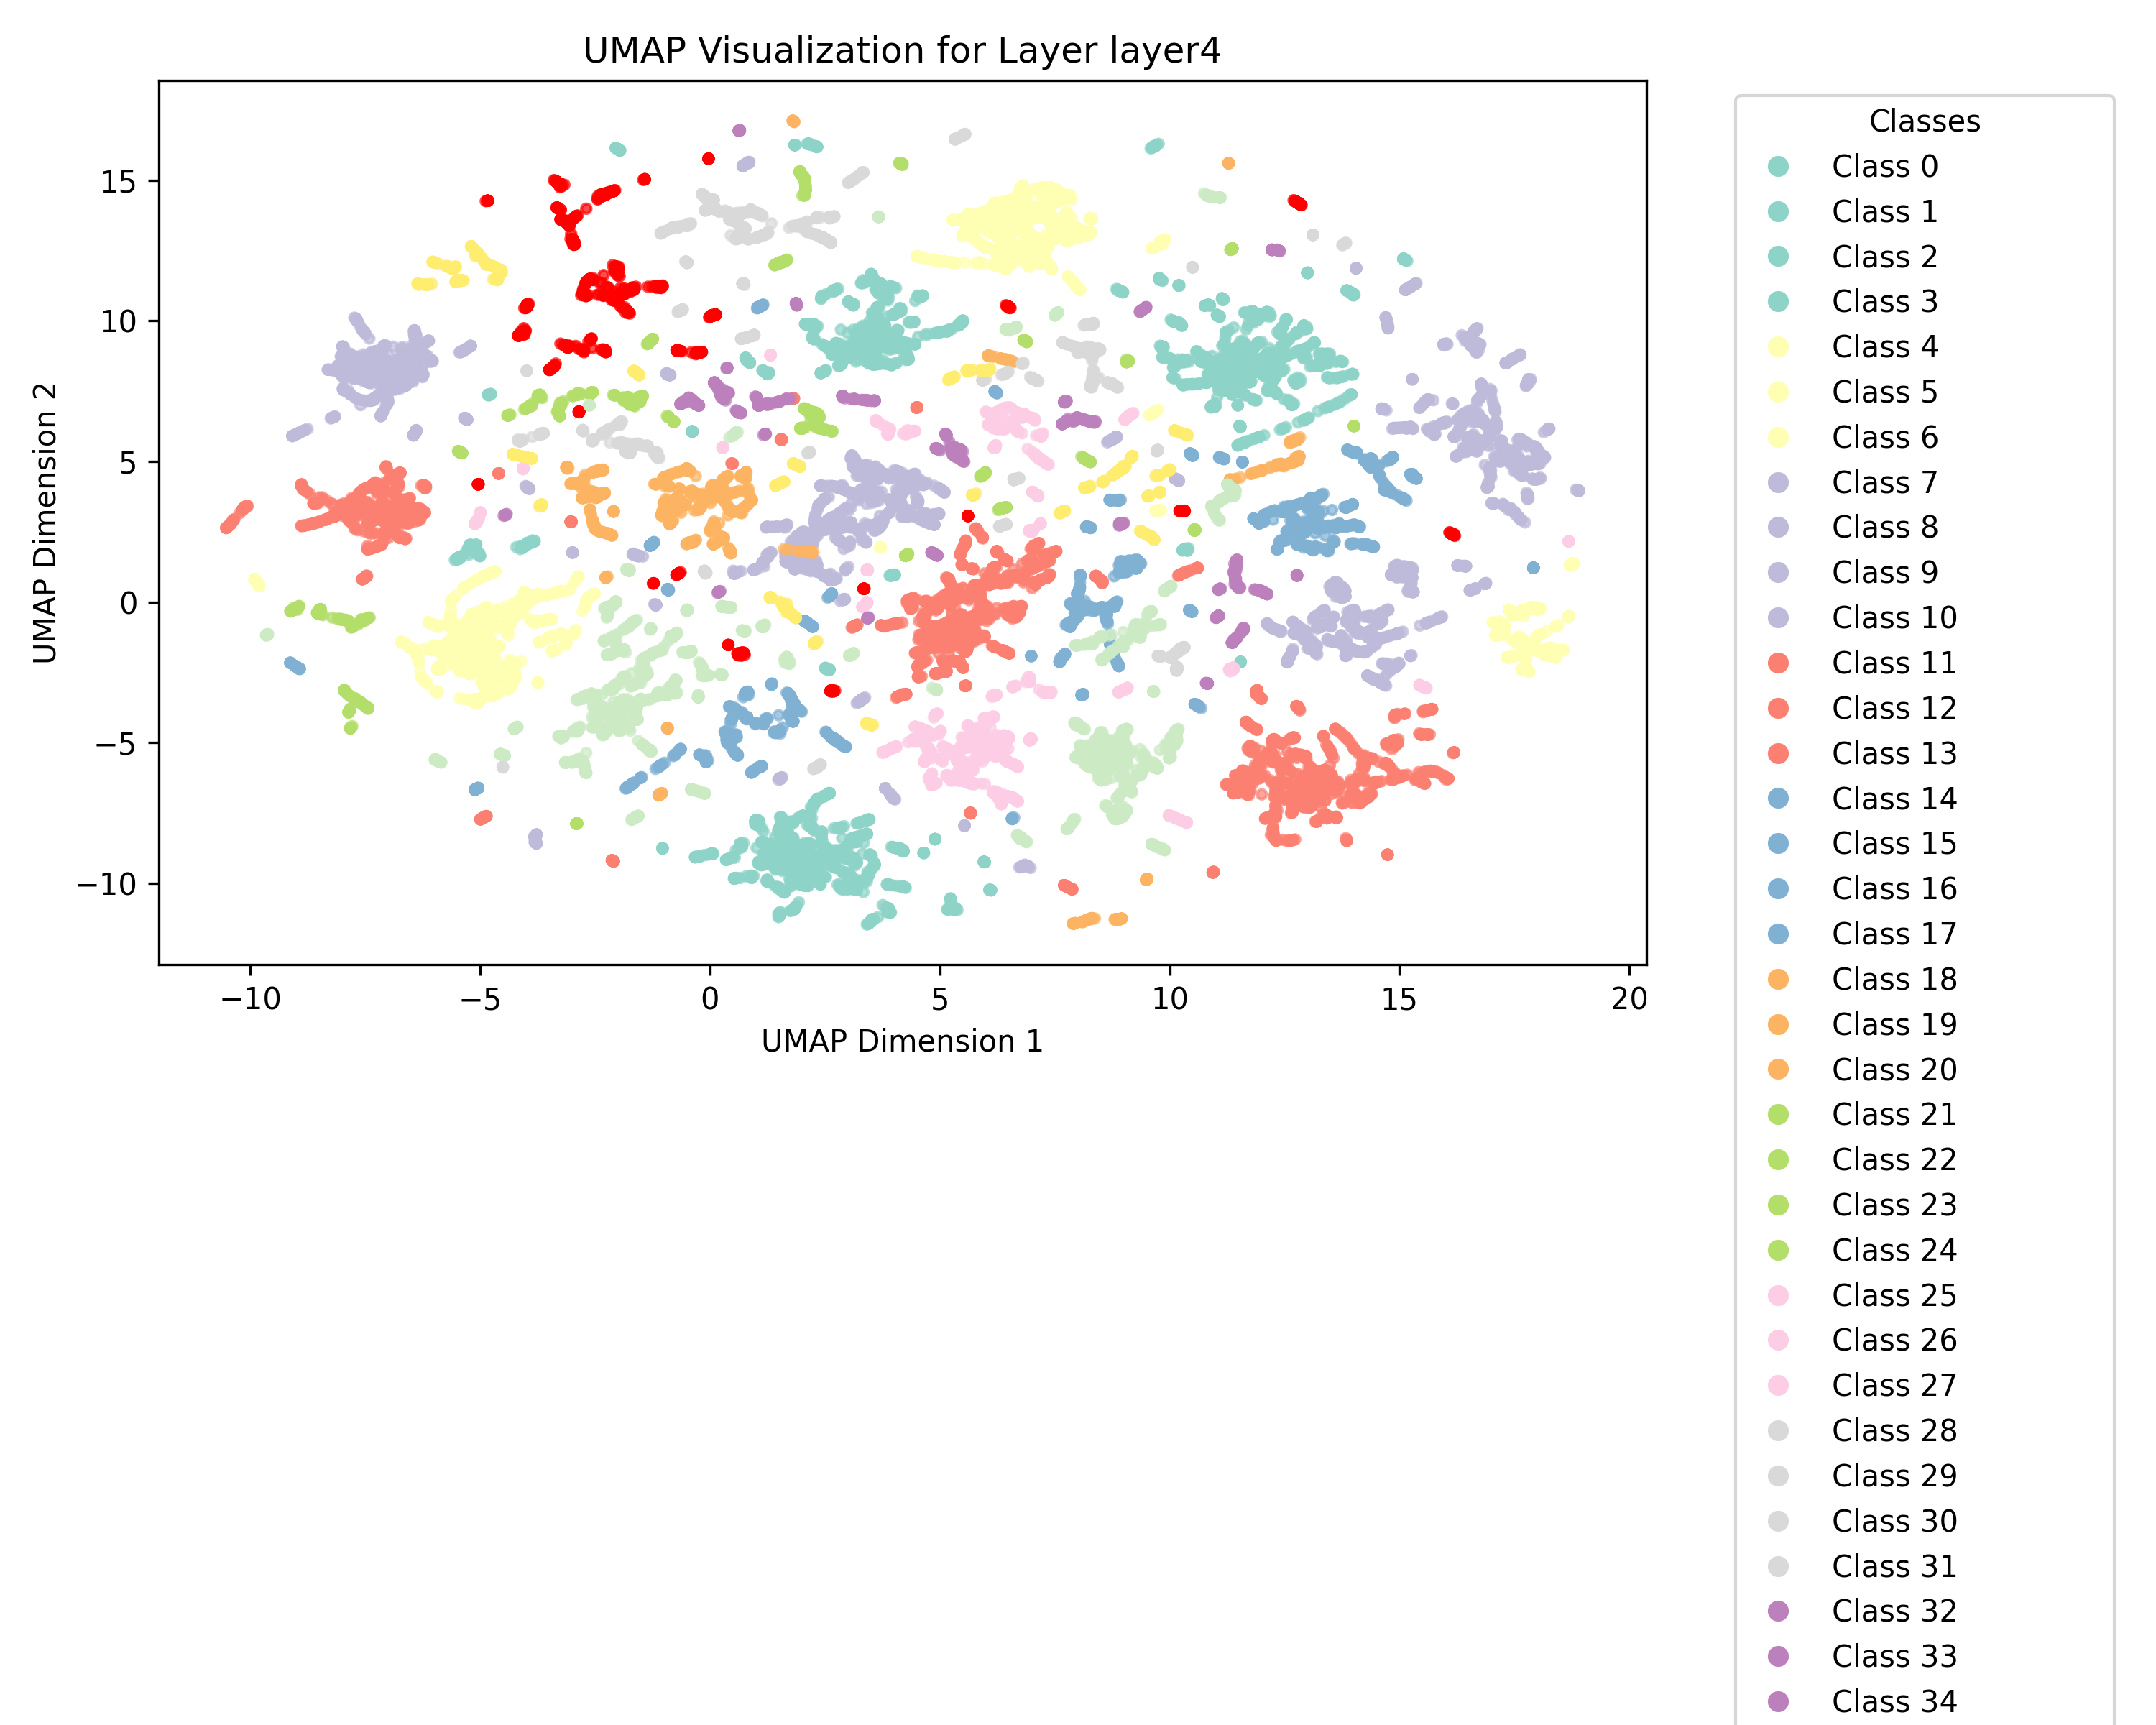 UMAP Visualization for Layer layer4
UMAP Dimension 2
15
10
5
0
−5
−10
−10
−5
0
5
10
15
20
UMAP Dimension 1
Classes
Class 0
Class 1
Class 2
Class 3
Class 4
Class 5
Class 6
Class 7
Class 8
Class 9
Class 10
Class 11
Class 12
Class 13
Class 14
Class 15
Class 16
Class 17
Class 18
Class 19
Class 20
Class 21
Class 22
Class 23
Class 24
Class 25
Class 26
Class 27
Class 28
Class 29
Class 30
Class 31
Class 32
Class 33
Class 34